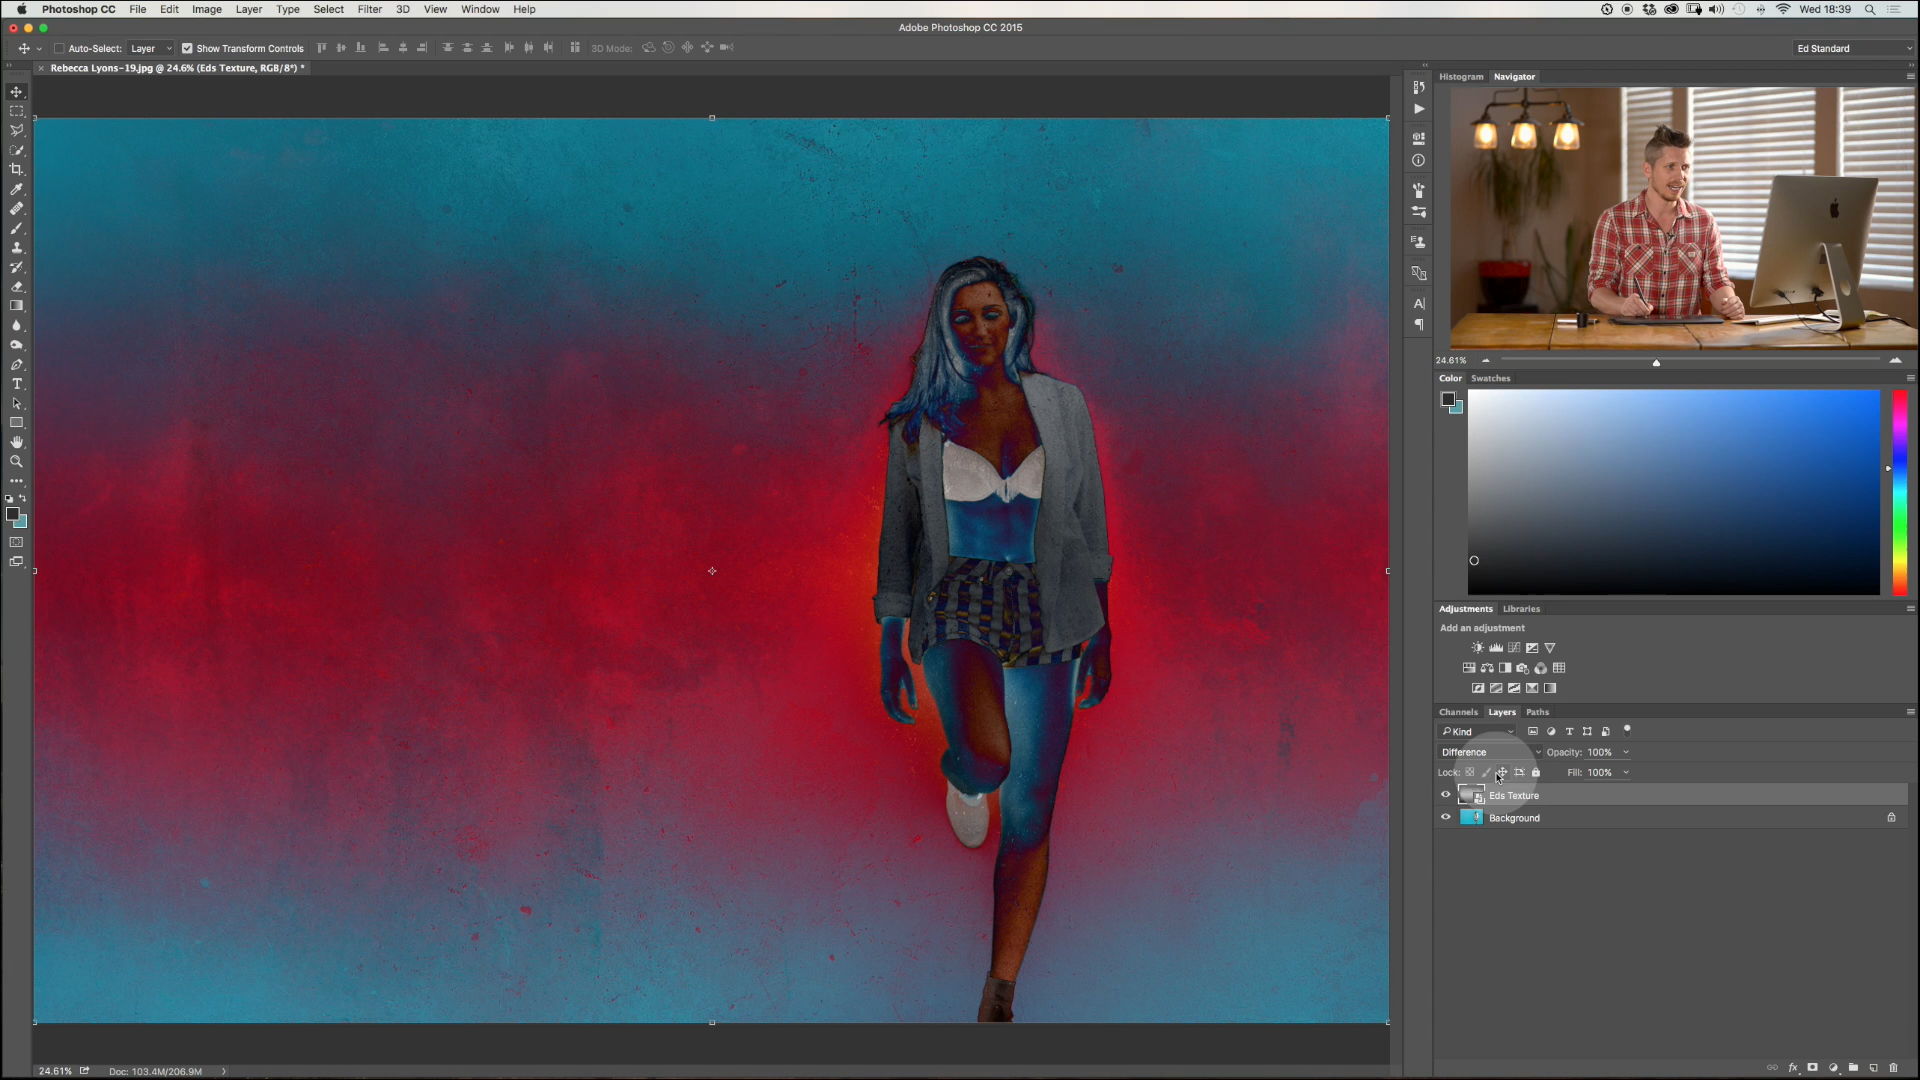 Photoshop CC File Edit Image Layer Type Select Filter 3D View Window Help Wed 18:39
Adobe Photoshop CC 2015
Auto-Select: Layer Show Transform Controls 3D Mode: Ed Standard
Rebecca Lyons-19.jpg @ 24.6% (Eds Texture, RGB/8*) *
Histogram Navigator
24.61%
Color Swatches
Adjustments Libraries
Add an adjustment
Channels Layers Paths
Kind
Difference Opacity: 100%
Lock: Fill: 100%
Eds Texture
Background
24.61% Doc: 103.4M/206.9M